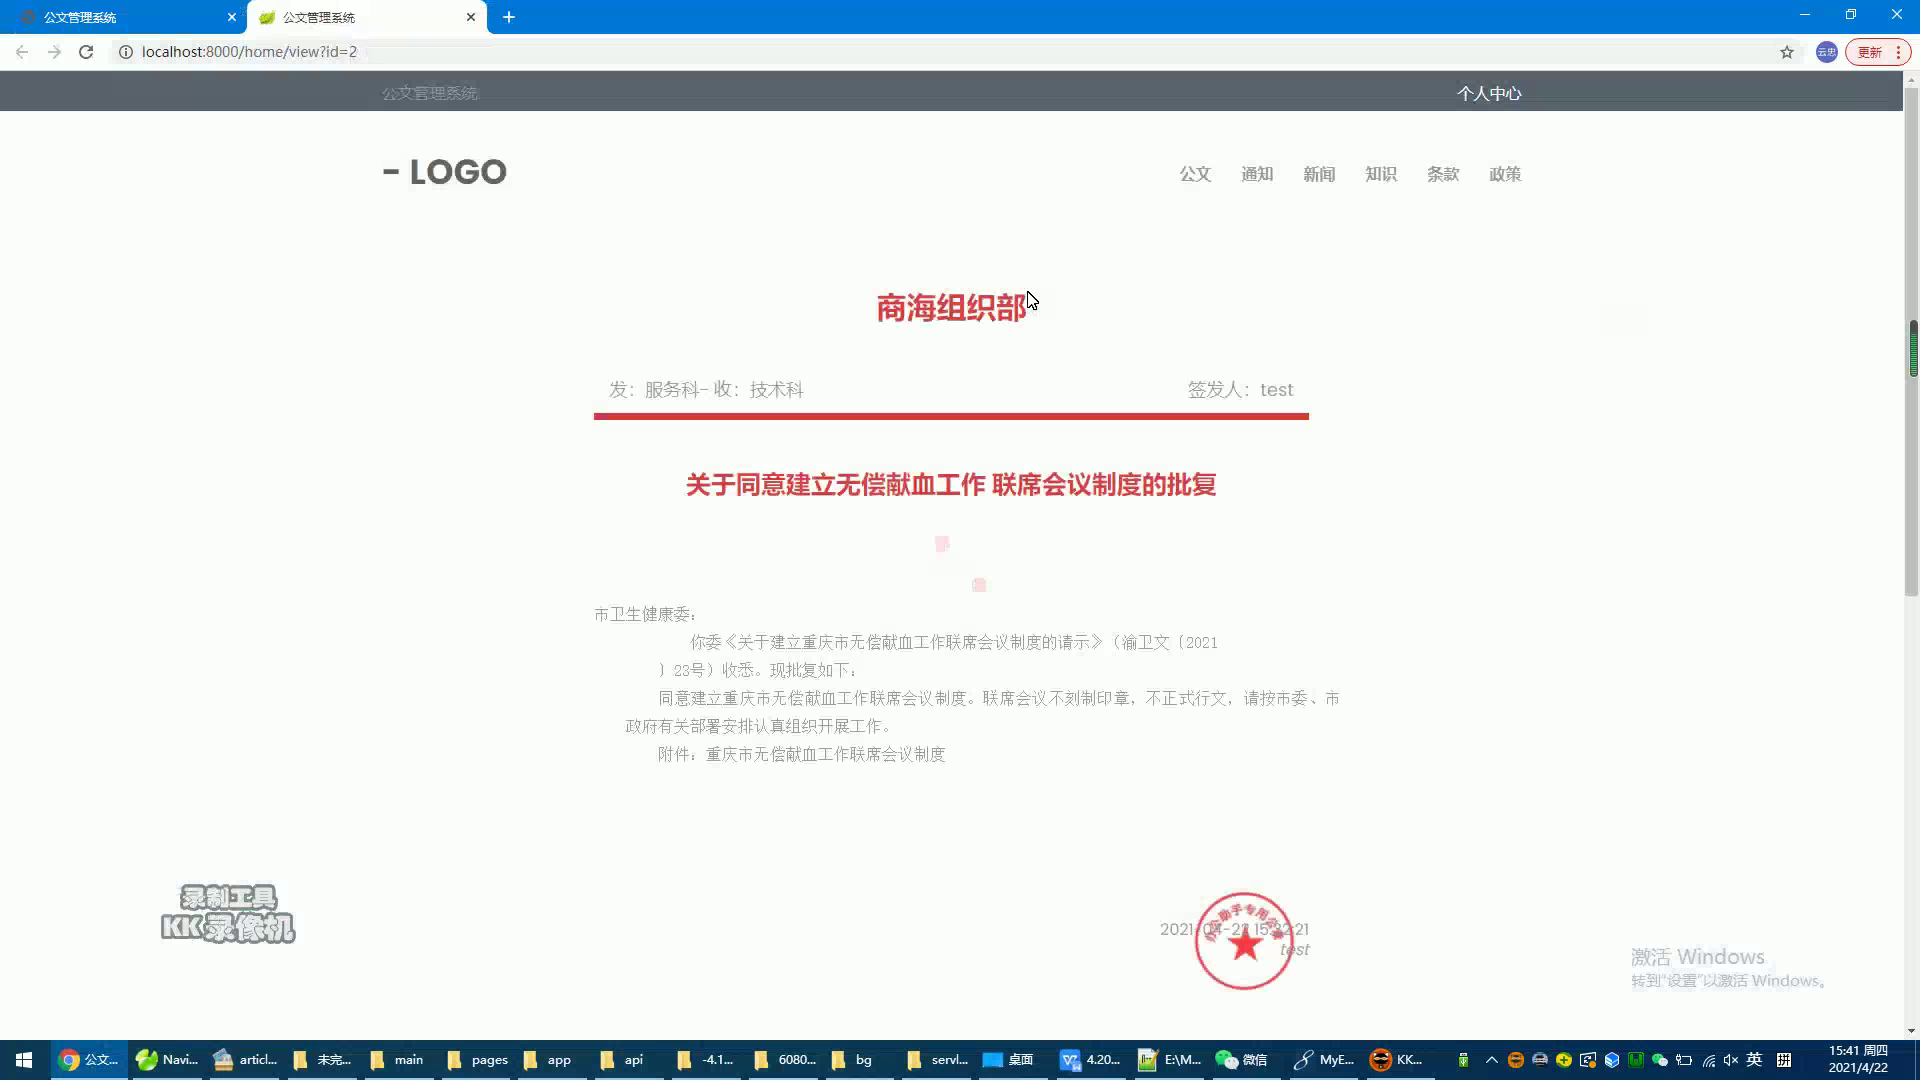 公文管理系统
公文管理系统
localhost:8000/home/view?id=2
更新
公文管理系统
个人中心
- LOGO
公文 通知 新闻 知识 条款 政策
商海组织部
发：服务科- 收：技术科
签发人：test
关于同意建立无偿献血工作 联席会议制度的批复
市卫生健康委：
你委《关于建立重庆市无偿献血工作联席会议制度的请示》（渝卫文〔2021
〕23号）收悉。现批复如下：
同意建立重庆市无偿献血工作联席会议制度。联席会议不刻制印章，不正式行文，请按市委、市
政府有关部署安排认真组织开展工作。
附件：重庆市无偿献血工作联席会议制度
录制工具
KK录像机
2021-04-22 15:32:21
test
激活 Windows
转到"设置"以激活 Windows。
公文... Navi... articl... 未完... main pages app api -4.1... 6080... bg servl... 桌面 4.20... E:\M... 微信 MyE... KK... 英
15:41 周四
2021/4/22